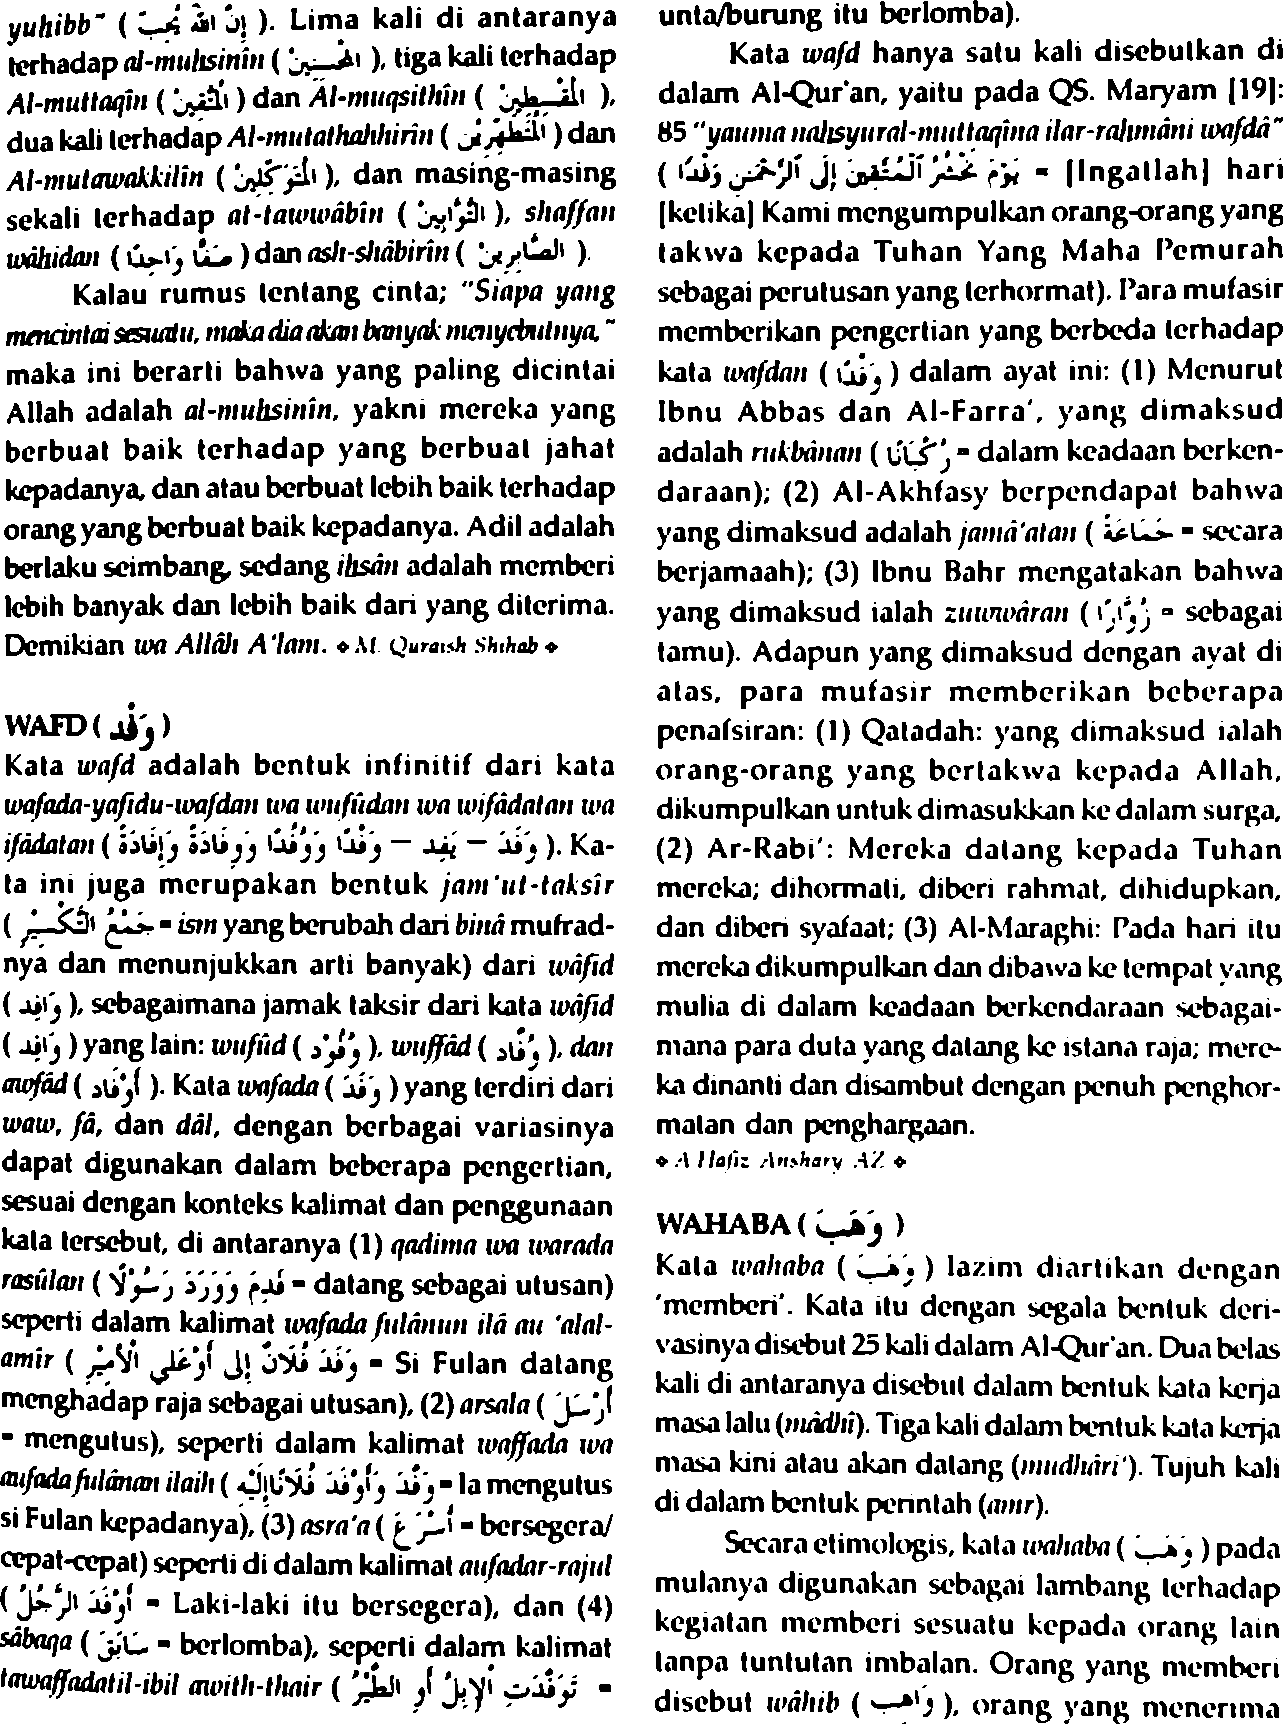 yuhibb" ( إِنَّ اللهَ يُحِبُّ ). Lima kali di antaranya
terhadap al-muhsinîn ( الْمُحْسِنِيْنَ ), tiga kali terhadap
Al-muttaqîn ( الْمُتَّقِيْنَ ) dan Al-muqsithîn ( الْمُقْسِطِيْنَ ),
dua kali terhadap Al-mutathahhirîn ( الْمُتَطَهِّرِيْنَ ) dan
Al-mutawakkilîn ( الْمُتَوَكِّلِيْنَ ), dan masing-masing
sekali terhadap at-tawwâbîn ( التَّوَّابِيْنَ ), shaffan
wâhidan ( صَفًّا وَاحِدًا ) dan ash-shâbirîn ( الصَّابِرِيْنَ ).
Kalau rumus tentang cinta; "Siapa yang
mencintai sesuatu, maka dia akan banyak menyebutnya,"
maka ini berarti bahwa yang paling dicintai
Allah adalah al-muhsinîn, yakni mereka yang
berbuat baik terhadap yang berbuat jahat
kepadanya, dan atau berbuat lebih baik terhadap
orang yang berbuat baik kepadanya. Adil adalah
berlaku seimbang, sedang ihsân adalah memberi
lebih banyak dan lebih baik dari yang diterima.
Demikian wa Allâh A'lam. ⬥ M. Quraish Shihab ⬥
WAFD ( وَفْد )
Kata wafd adalah bentuk infinitif dari kata
wafada-yafidu-wafdan wa wufûdan wa wifâdatan wa
ifâdatan ( وَفَدَ – يَفِد – وَفْدًا وَوُفُدًا وَوِفَادَةً وَإِفَادَةً ). Ka-
ta ini juga merupakan bentuk jam'ut-taksîr
( جَمْعُ التَّكْسِيْرِ = ism yang berubah dari binâ mufrad-
nya dan menunjukkan arti banyak) dari wâfid
( وَافِد ), sebagaimana jamak taksir dari kata wâfid
( وَافِد ) yang lain: wufûd ( وُفُوْد ), wuffâd ( وُفَّاد ), dan
awfâd ( أَوْفَاد ). Kata wafada ( وَفَدَ ) yang terdiri dari
waw, fâ, dan dâl, dengan berbagai variasinya
dapat digunakan dalam beberapa pengertian,
sesuai dengan konteks kalimat dan penggunaan
kata tersebut, di antaranya (1) qadima wa warada
rasûlan ( قَدِمَ وَوَرَدَ رَسُوْلًا = datang sebagai utusan)
seperti dalam kalimat wafada fulânun ilâ au 'alal-
amîr ( وَفَدَ فُلَانٌ إِلَى أَوْ عَلَى الْأَمِيْرِ = Si Fulan datang
menghadap raja sebagai utusan), (2) arsala ( أَرْسَلَ
= mengutus), seperti dalam kalimat waffada wa
aufada fulânan ilaih ( وَفَّدَ وَأَوْفَدَ فُلَانًا إِلَيْهِ = Ia mengutus
si Fulan kepadanya), (3) asra'a ( أَسْرَعَ = bersegera/
cepat-cepat) seperti di dalam kalimat aufadar-rajul
( أَوْفَدَ الرَّجُلُ = Laki-laki itu bersegera), dan (4)
sâbaqa ( سَابَقَ = berlomba), seperti dalam kalimat
tawaffadatil-ibil awith-thair ( تَوَفَّدَتِ الْإِبِلُ أَوِ الطَّيْرُ =
unta/burung itu berlomba).
Kata wafd hanya satu kali disebutkan di
dalam Al-Qur'an, yaitu pada QS. Maryam [19]:
85 "yauma nahsyural-muttaqîna ilar-rahmâni wafdâ"
( يَوْمَ نَحْشُرُ ٱلْمُتَّقِينَ إِلَى ٱلرَّحْمَٰنِ وَفْدًا = [Ingatlah] hari
[ketika] Kami mengumpulkan orang-orang yang
takwa kepada Tuhan Yang Maha Pemurah
sebagai perutusan yang terhormat). Para mufasir
memberikan pengertian yang berbeda terhadap
kata wafdan ( وَفْدًا ) dalam ayat ini: (1) Menurut
Ibnu Abbas dan Al-Farra', yang dimaksud
adalah rukbânan ( رُكْبَانًا = dalam keadaan berken-
daraan); (2) Al-Akhfasy berpendapat bahwa
yang dimaksud adalah jamâ'atan ( جَمَاعَةً = secara
berjamaah); (3) Ibnu Bahr mengatakan bahwa
yang dimaksud ialah zuwwâran ( زُوَّارًا = sebagai
tamu). Adapun yang dimaksud dengan ayat di
atas, para mufasir memberikan beberapa
penafsiran: (1) Qatadah: yang dimaksud ialah
orang-orang yang bertakwa kepada Allah,
dikumpulkan untuk dimasukkan ke dalam surga,
(2) Ar-Rabi': Mereka datang kepada Tuhan
mereka; dihormati, diberi rahmat, dihidupkan,
dan diberi syafaat; (3) Al-Maraghi: Pada hari itu
mereka dikumpulkan dan dibawa ke tempat yang
mulia di dalam keadaan berkendaraan sebagai-
mana para duta yang datang ke istana raja; mere-
ka dinanti dan disambut dengan penuh penghor-
matan dan penghargaan.
⬥ A Hafiz Anshary AZ ⬥
WAHABA ( وَهَبَ )
Kata wahaba ( وَهَبَ ) lazim diartikan dengan
'memberi'. Kata itu dengan segala bentuk deri-
vasinya disebut 25 kali dalam Al-Qur'an. Dua belas
kali di antaranya disebut dalam bentuk kata kerja
masa lalu (mâdhî). Tiga kali dalam bentuk kata kerja
masa kini atau akan datang (mudhâri'). Tujuh kali
di dalam bentuk perintah (amr).
Secara etimologis, kata wahaba ( وَهَبَ ) pada
mulanya digunakan sebagai lambang terhadap
kegiatan memberi sesuatu kepada orang lain
tanpa tuntutan imbalan. Orang yang memberi
disebut wâhib ( وَاهِب ), orang yang menerima